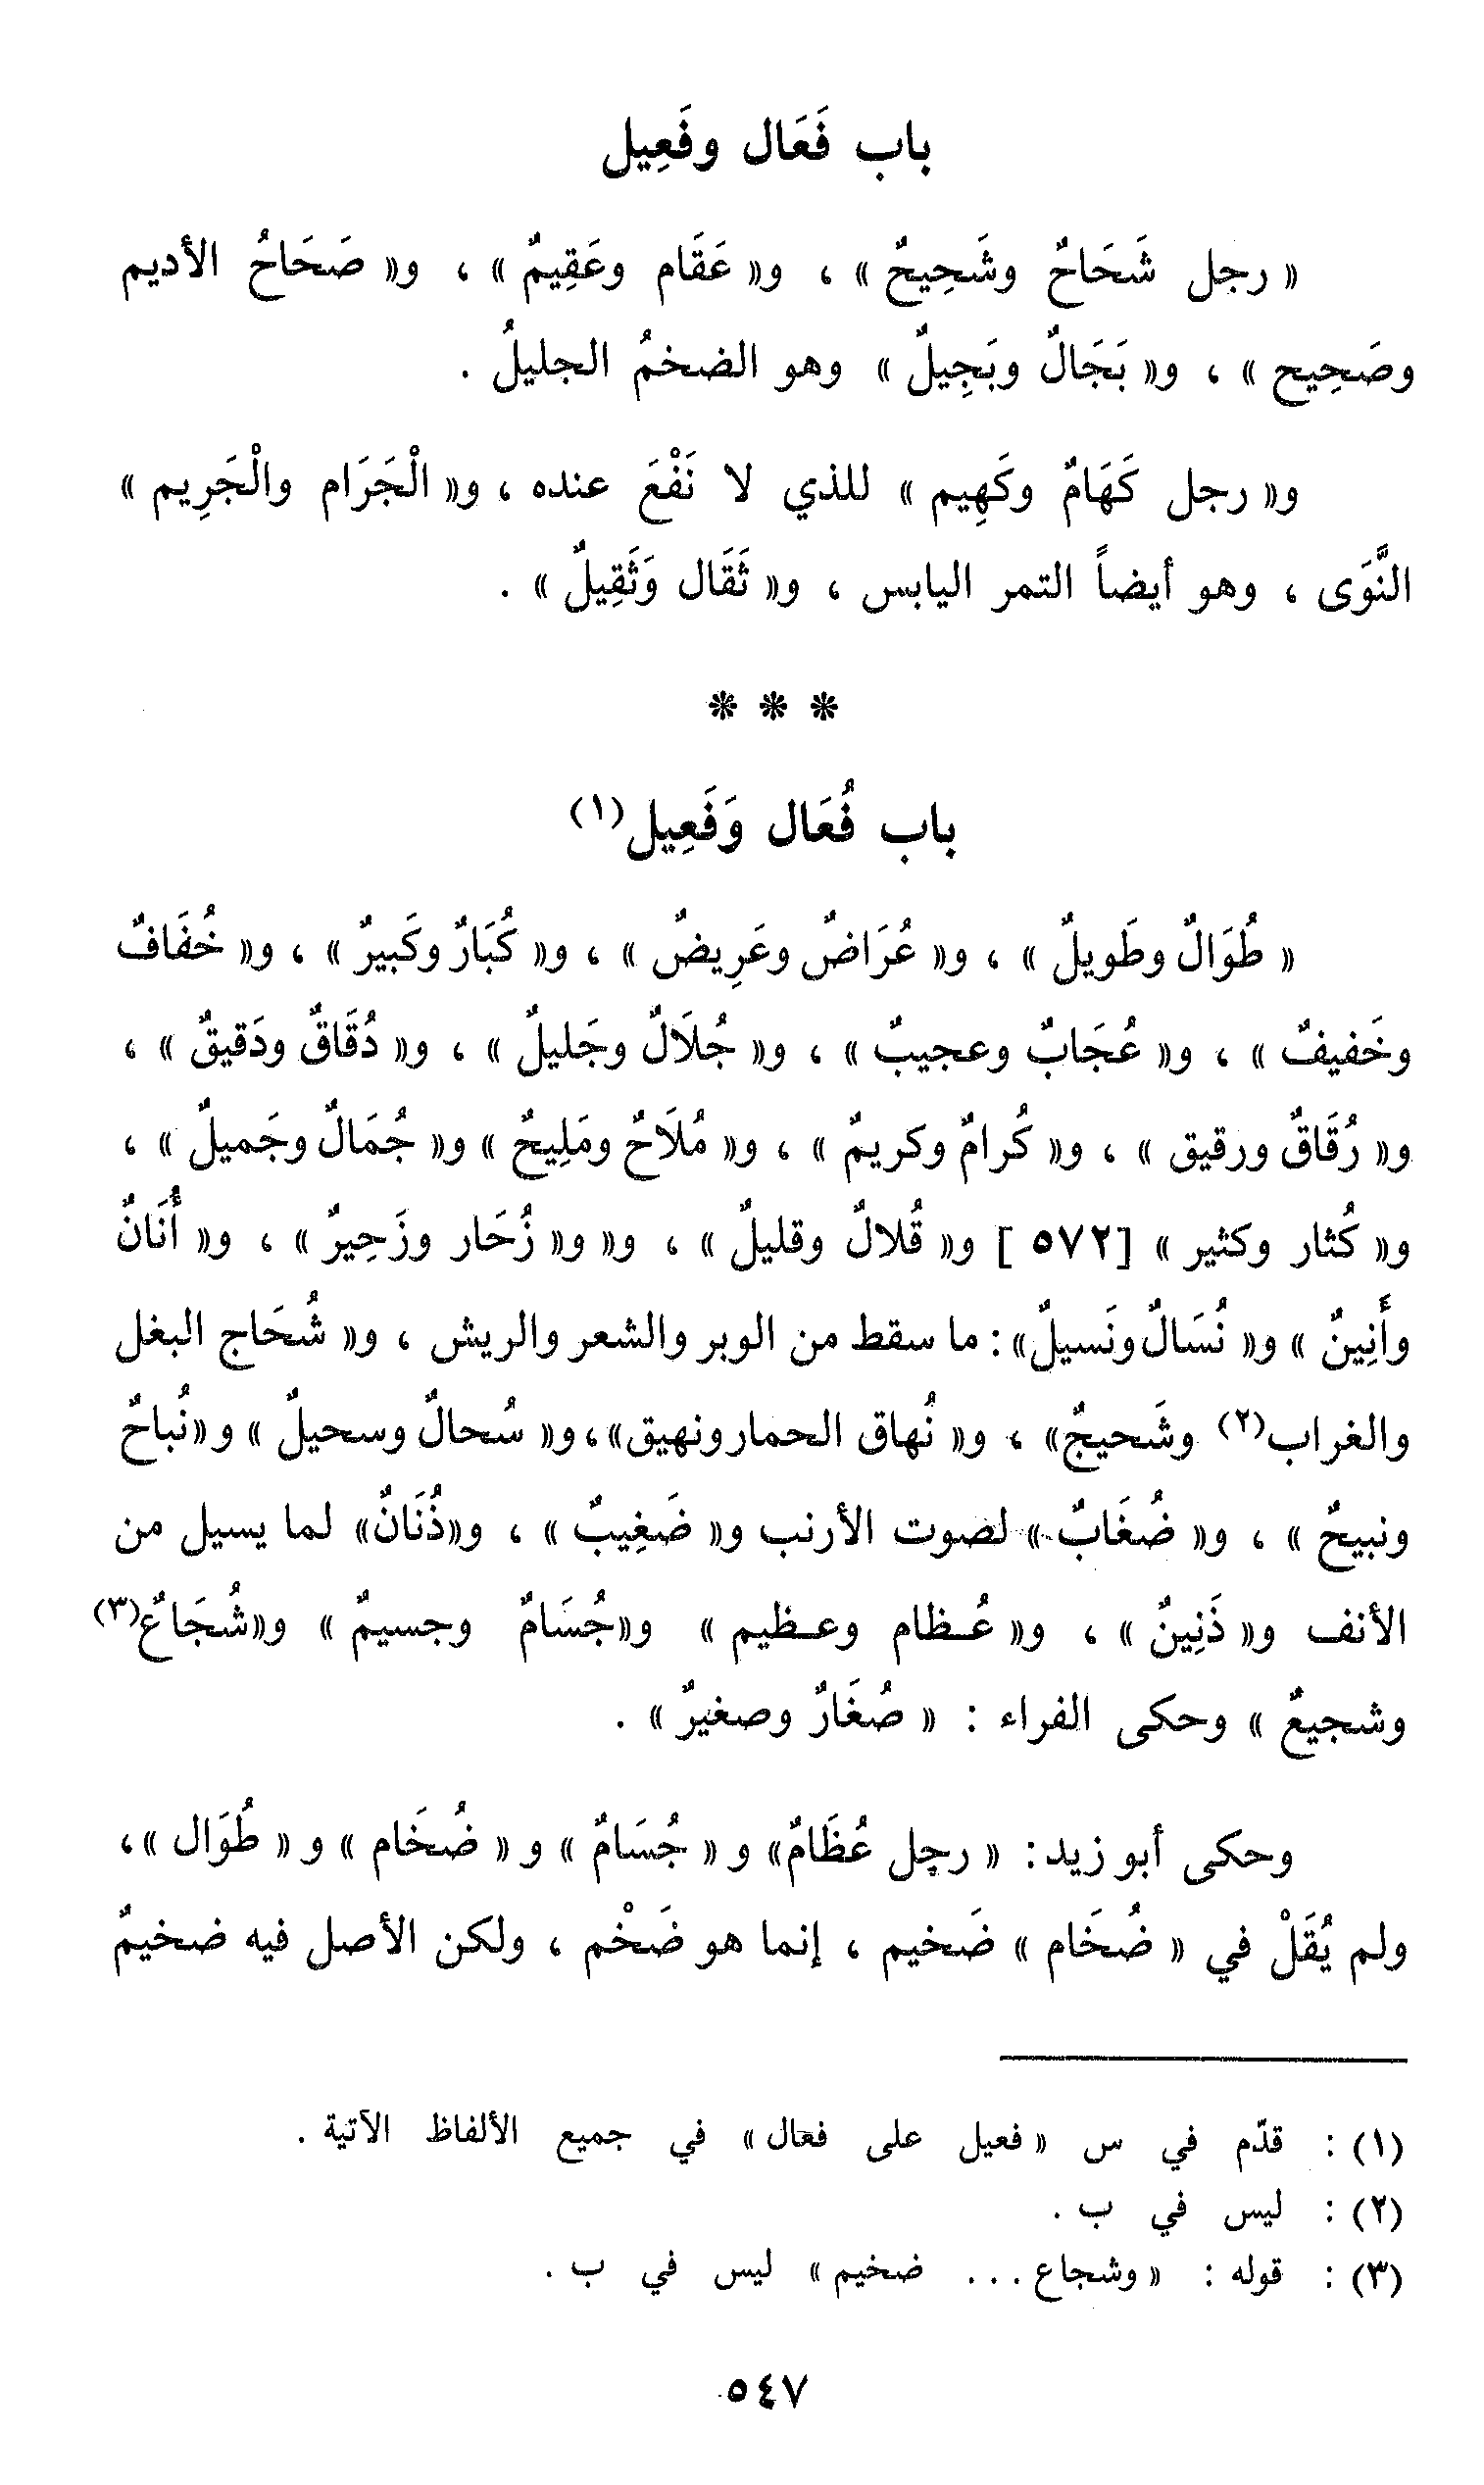 باب فَعَال وفَعِيل
« رجل شَحَاحٌ وشَحِيحٌ » ، و« عَقَام وعَقِيمٌ » ، و« صَحَاحُ الأديم
وصَحِيح » ، و« بَجَالٌ وبَجِيلٌ » وهو الضخمُ الجليلُ .
و« رجل كَهَامٌ وكَهِيم » للذي لا نَفْعَ عنده ، و« الْجَرَام والْجَرِيم »
النَّوَى ، وهو أيضاً التمر اليابس ، و« ثَقَال وَثَقِيلٌ » .
* * *
باب فُعَال وَفَعِيل(١)
« طُوَالٌ وطَويلٌ » ، و« عُرَاضٌ وعَرِيضٌ » ، و« كُبَارٌ وكَبيرٌ » ، و« خُفَافٌ
وخَفيفٌ » ، و« عُجَابٌ وعجيبٌ » ، و« جُلَالٌ وجَليلٌ » ، و« دُقَاقٌ ودَقيقٌ » ،
و« رُقَاقٌ ورقيق » ، و« كُرامٌ وكريمٌ » ، و« مُلَاحٌ ومَلِيحٌ » و« جُمَالٌ وجَميلٌ » ،
و« كُثار وكثير » [٥٧٢ ] و« قُلالٌ وقليلٌ » ، و« و« زُحَار وزَحِيرٌ » ، و« أُنَانٌ
وأَنِينٌ » و« نُسَالٌ ونَسيلٌ» : ما سقط من الوبر والشعر والريش ، و« شُحَاج البغل
والغراب(٢) وشَحيجٌ» ، و« نُهاق الحمار ونهيق»، و« سُحالٌ وسحيلٌ » و «نُباحٌ
ونبيحٌ » ، و« ضُغَابٌ » لصوت الأرنب و« ضَغِيبٌ » ، و«ذُنَانٌ» لما يسيل من
الأنف و« ذَنِينٌ » ، و« عُـظام وعـظيم » و«جُسَامٌ وجسيمٌ » و«شُجَاعٌ(٣)
وشجيعٌ » وحكى الفراء : « صُغَارٌ وصغيرٌ » .
وحكى أبو زيد: « رجل عُظَامٌ» و « جُسَامٌ » و « ضُخَام » و « طُوَال »،
ولم يُقَلْ في « ضُخَام » ضَخيم ، إنما هو ضَخْم ، ولكن الأصل فيه ضخيمٌ
(١) : قدّم في س « فعيل على فعال » في جميع الألفاظ الآتية .
(٢) : ليس في ب .
(٣) : قوله : « وشجاع ... ضخيم » ليس في ب .
٥٤٧